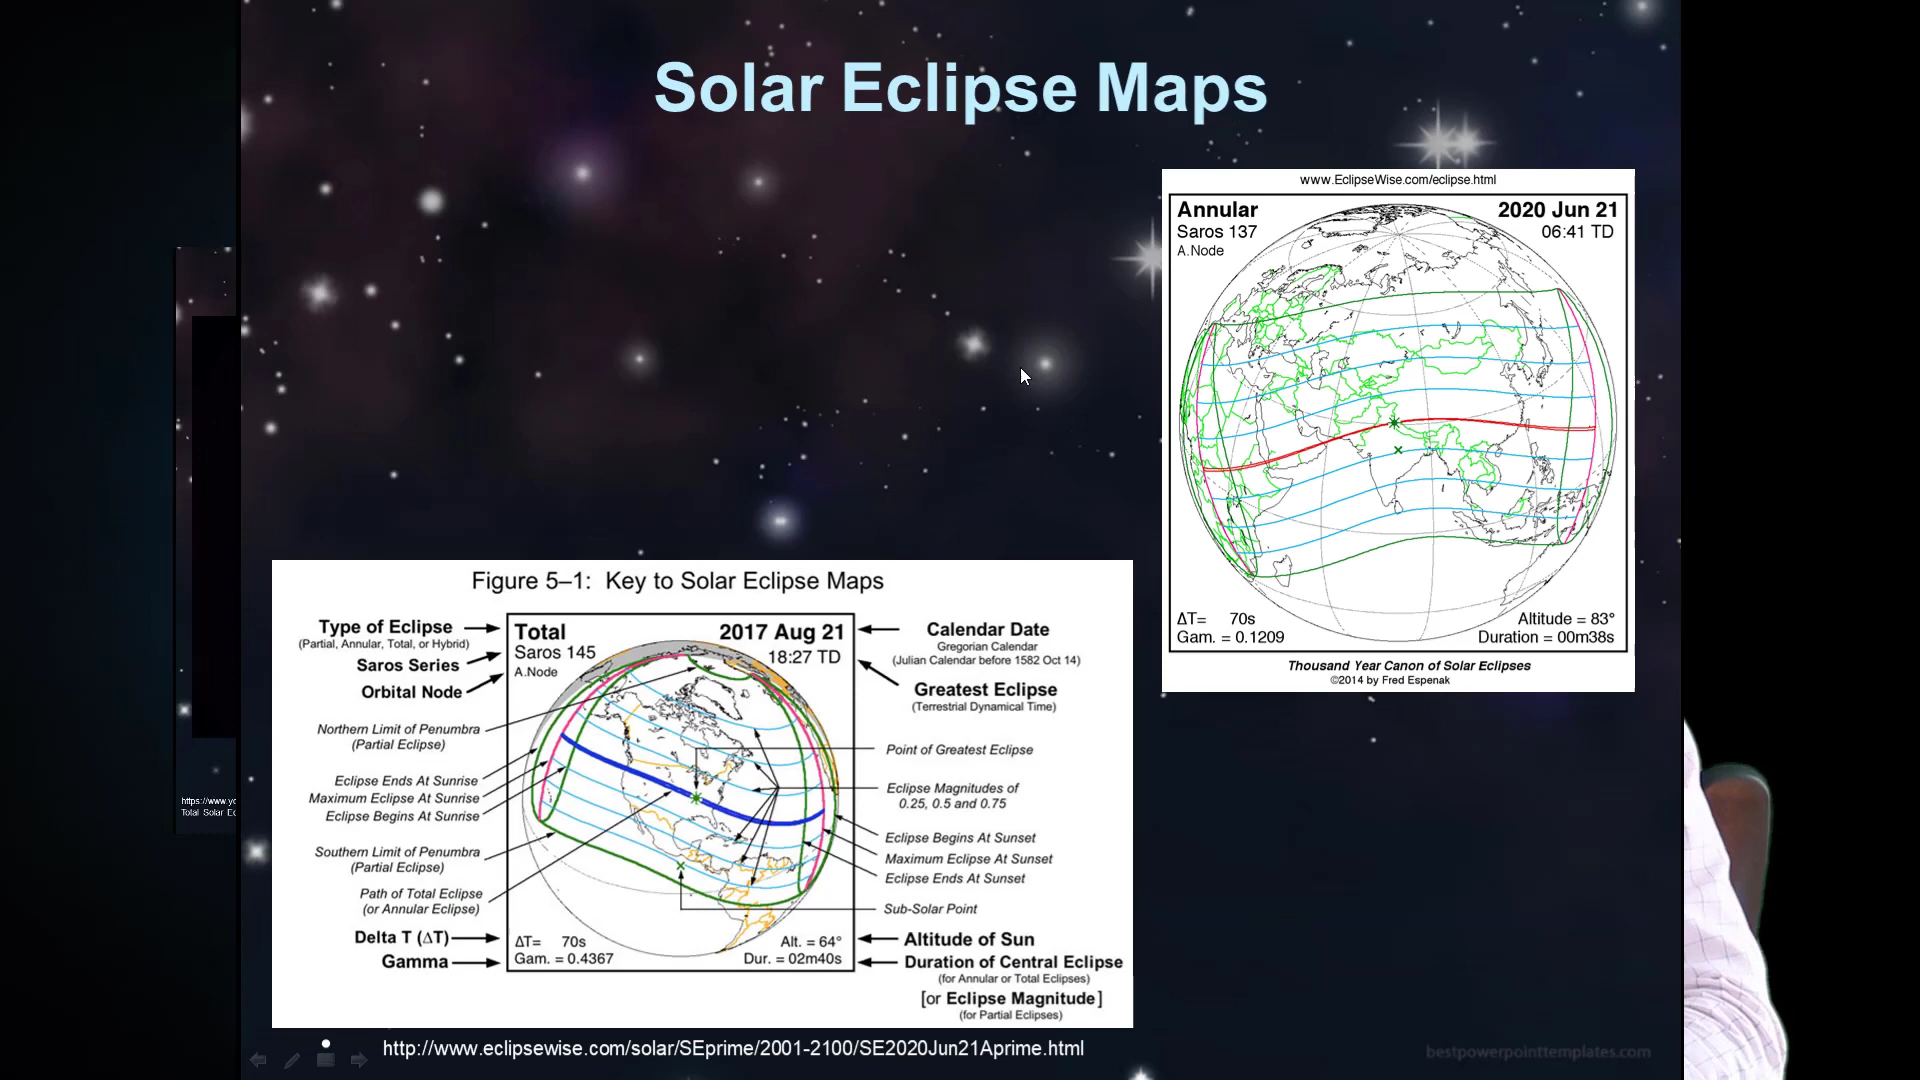 Solar Eclipse Maps
www.EclipseWise.com/eclipse.html
Annular
2020 Jun 21
Saros 137
06:41 TD
A.Node
ΔT= 70s
Altitude = 83°
Gam. = 0.1209
Duration = 00m38s
Thousand Year Canon of Solar Eclipses
©2014 by Fred Espenak
Figure 5–1: Key to Solar Eclipse Maps
Type of Eclipse
(Partial, Annular, Total, or Hybrid)
Saros Series
Orbital Node
Northern Limit of Penumbra
(Partial Eclipse)
Eclipse Ends At Sunrise
Maximum Eclipse At Sunrise
Eclipse Begins At Sunrise
Southern Limit of Penumbra
(Partial Eclipse)
Path of Total Eclipse
(or Annular Eclipse)
Delta T (ΔT)
Gamma
Total
2017 Aug 21
Saros 145
18:27 TD
A.Node
ΔT= 70s
Alt. = 64°
Gam. = 0.4367
Dur. = 02m40s
Calendar Date
Gregorian Calendar
(Julian Calendar before 1582 Oct 14)
Greatest Eclipse
(Terrestrial Dynamical Time)
Point of Greatest Eclipse
Eclipse Magnitudes of
0.25, 0.5 and 0.75
Eclipse Begins At Sunset
Maximum Eclipse At Sunset
Eclipse Ends At Sunset
Sub-Solar Point
Altitude of Sun
Duration of Central Eclipse
(for Annular or Total Eclipses)
[or Eclipse Magnitude]
(for Partial Eclipses)
http://www.eclipsewise.com/solar/SEprime/2001-2100/SE2020Jun21Aprime.html
bestpowerpointtemplates.com
https://www.yo
Total Solar Ec